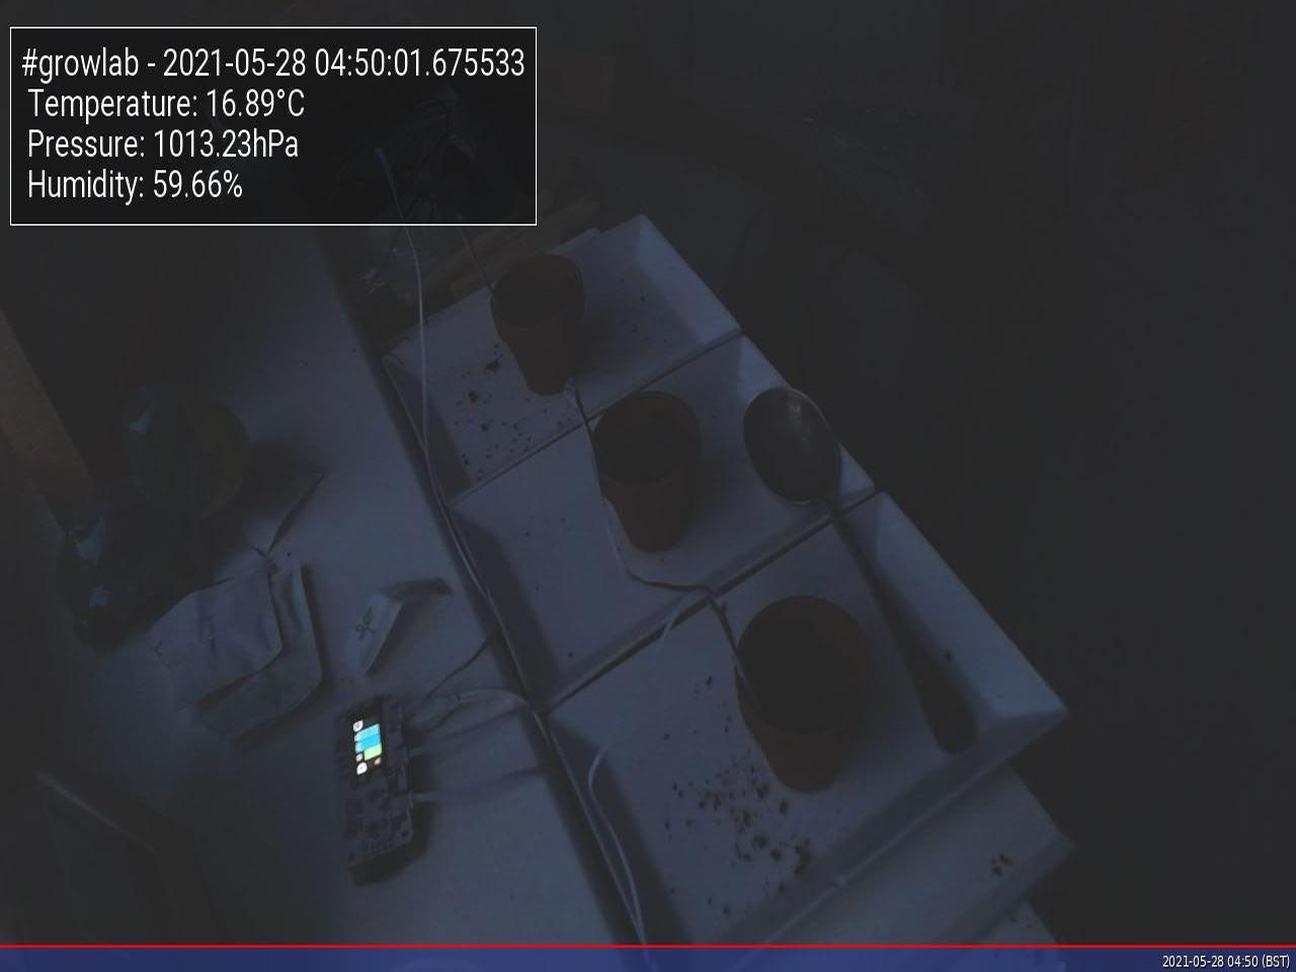 #growlab - 2021-05-28 04:50:01.675533
Temperature: 16.89°C
Pressure: 1013.23hPa
Humidity: 59.66%
2021-05-28 04:50 (BST)